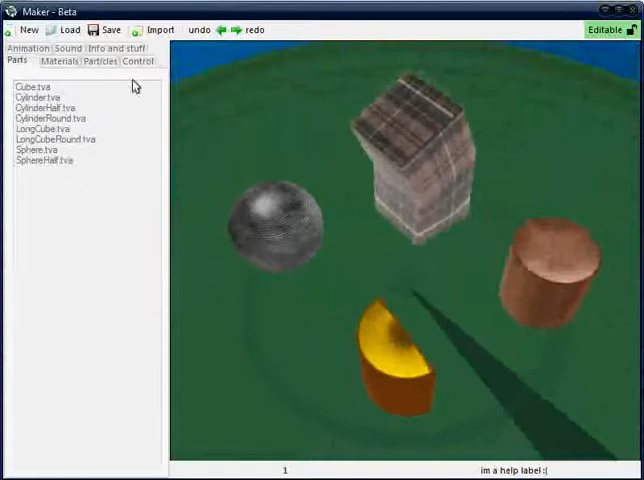 Maker - Beta
New Load Save Import undo redo Editable
Animation Sound Info and stuff
Parts Materials Particles Control
Cube.tva
Cylinder.tva
CylinderHalf.tva
CylinderRound.tva
LongCube.tva
LongCubeRound.tva
Sphere.tva
SphereHalf.tva
1 im a help label :(